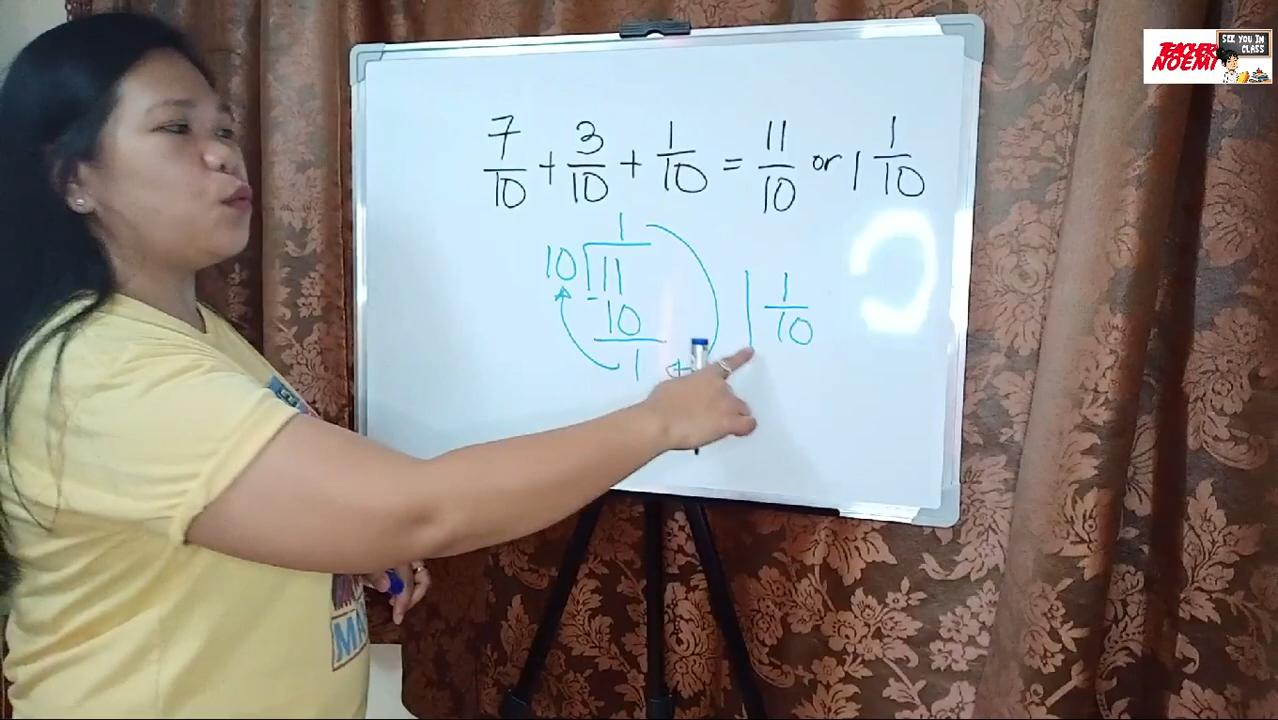 TEACHER NOEMI
SEE YOU IN CLASS
7/10 + 3/10 + 1/10 = 11/10 or 1 1/10
1
10 11
- 10
1
1 1/10
MA